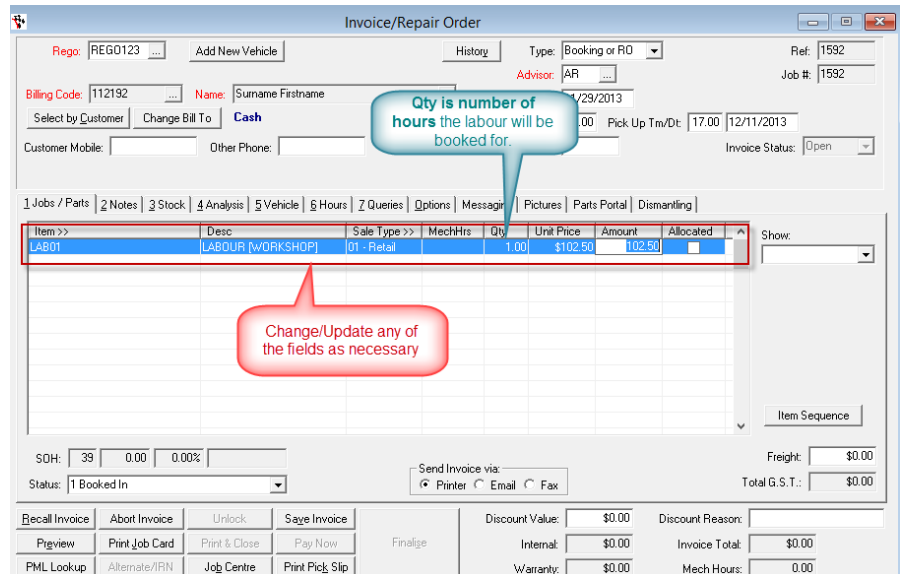 Invoice/Repair Order
Rego: REGO123 ... Add New Vehicle History Type: Booking or RO Ref: 1592
Advisor: AR ... Job #: 1592
Billing Code: 112192 ... Name: Surname Firstname 1/29/2013
Select by Customer Change Bill To Cash .00 Pick Up Tm/Dt: 17.00 12/11/2013
Customer Mobile: Other Phone: Invoice Status: Open
Qty is number of
hours the labour will be
booked for.
1 Jobs / Parts 2 Notes 3 Stock 4 Analysis 5 Vehicle 6 Hours 7 Queries Options Messaging Pictures Parts Portal Dismantling
Item >> Desc Sale Type >> MechHrs Qty Unit Price Amount Allocated Show:
LAB01 LABOUR [WORKSHOP] 01 - Retail 1.00 $102.50 102.50
Change/Update any of
the fields as necessary
Item Sequence
SOH: 39 0.00 0.00% Freight: $0.00
Send Invoice via:
Status: 1 Booked In Printer Email Fax Total G.S.T.: $0.00
Recall Invoice Abort Invoice Unlock Save Invoice Discount Value: $0.00 Discount Reason:
Preview Print Job Card Print & Close Pay Now Finalise Internal: $0.00 Invoice Total: $0.00
PML Lookup Alternate/IRN Job Centre Print Pick Slip Warranty: $0.00 Mech Hours: 0.00